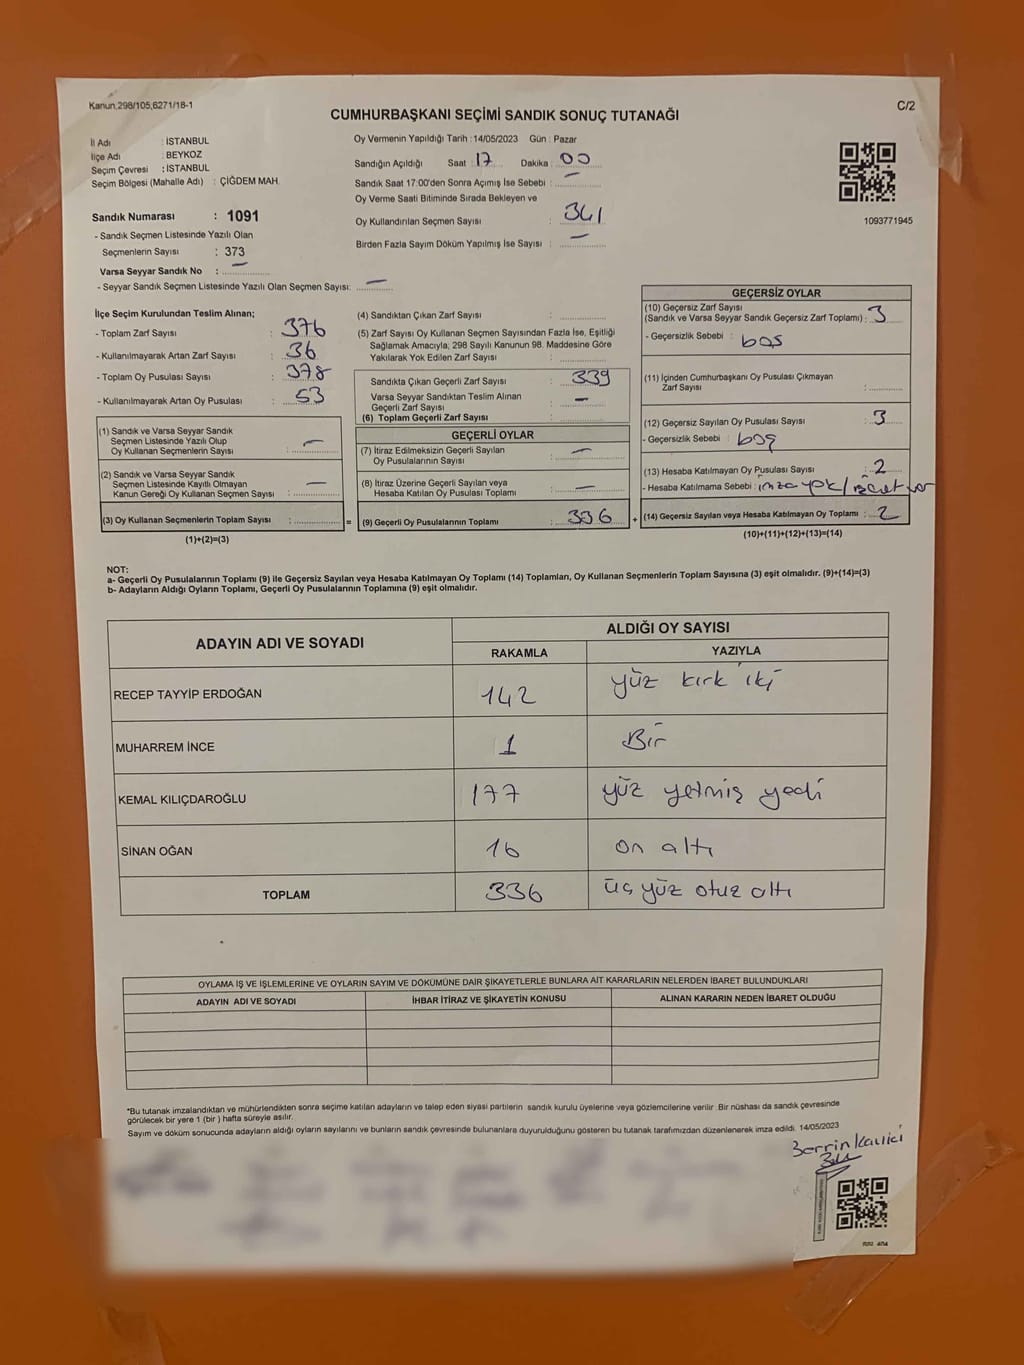 Kanun,298/105,6271/18-1
C/2
CUMHURBAŞKANI SEÇİMİ SANDIK SONUÇ TUTANAĞI
İl Adı : İSTANBUL
İlçe Adı : BEYKOZ
Seçim Çevresi : İSTANBUL
Seçim Bölgesi (Mahalle Adı) : ÇİĞDEM MAH.
Sandık Numarası : 1091
- Sandık Seçmen Listesinde Yazılı Olan
Seçmenlerin Sayısı : 373
Varsa Seyyar Sandık No : –
- Seyyar Sandık Seçmen Listesinde Yazılı Olan Seçmen Sayısı: –
Oy Vermenin Yapıldığı Tarih :14/05/2023 Gün : Pazar
Sandığın Açıldığı Saat : 17 Dakika : 00
Sandık Saat 17:00'den Sonra Açımış İse Sebebi : –
Oy Verme Saati Bitiminde Sırada Bekleyen ve
Oy Kullandırılan Seçmen Sayısı : 341
Birden Fazla Sayım Döküm Yapılmış İse Sayısı : –
1093771945
İlçe Seçim Kurulundan Teslim Alınan;
- Toplam Zarf Sayısı : 376
- Kullanılmayarak Artan Zarf Sayısı : 36
- Toplam Oy Pusulası Sayısı : 378
- Kullanılmayarak Artan Oy Pusulası : 53
(1) Sandık ve Varsa Seyyar Sandık
Seçmen Listesinde Yazılı Olup
Oy Kullanan Seçmenlerin Sayısı : –
(2) Sandık ve Varsa Seyyar Sandık
Seçmen Listesinde Kayıtlı Olmayan
Kanun Gereği Oy Kullanan Seçmen Sayısı : –
(3) Oy Kullanan Seçmenlerin Toplam Sayısı : =
(1)+(2)=(3)
(4) Sandıktan Çıkan Zarf Sayısı :
(5) Zarf Sayısı Oy Kullanan Seçmen Sayısından Fazla İse, Eşitliği
Sağlamak Amacıyla; 298 Sayılı Kanunun 98. Maddesine Göre
Yakılarak Yok Edilen Zarf Sayısı :
Sandıkta Çıkan Geçerli Zarf Sayısı : 339
Varsa Seyyar Sandıktan Teslim Alınan
Geçerli Zarf Sayısı : –
(6) Toplam Geçerli Zarf Sayısı :
GEÇERLİ OYLAR
(7) İtiraz Edilmeksizin Geçerli Sayılan
Oy Pusulalarının Sayısı : –
(8) İtiraz Üzerine Geçerli Sayılan veya
Hesaba Katılan Oy Pusulası Toplamı : –
(9) Geçerli Oy Pusulalarının Toplamı : 336 +
GEÇERSİZ OYLAR
(10) Geçersiz Zarf Sayısı
(Sandık ve Varsa Seyyar Sandık Geçersiz Zarf Toplamı) : 3
- Geçersizlik Sebebi : boş
(11) İçinden Cumhurbaşkanı Oy Pusulası Çıkmayan
Zarf Sayısı :
(12) Geçersiz Sayılan Oy Pusulası Sayısı : 3
- Geçersizlik Sebebi : boş
(13) Hesaba Katılmayan Oy Pusulası Sayısı : 2
- Hesaba Katılmama Sebebi : imza yok/
(14) Geçersiz Sayılan veya Hesaba Katılmayan Oy Toplamı : 2
(10)+(11)+(12)+(13)=(14)
NOT:
a- Geçerli Oy Pusulalarının Toplamı (9) ile Geçersiz Sayılan veya Hesaba Katılmayan Oy Toplamı (14) Toplamları, Oy Kullanan Seçmenlerin Toplam Sayısına (3) eşit olmalıdır. (9)+(14)=(3)
b- Adayların Aldığı Oyların Toplamı, Geçerli Oy Pusulalarının Toplamına (9) eşit olmalıdır.
ADAYIN ADI VE SOYADI
ALDIĞI OY SAYISI
RAKAMLA YAZIYLA
RECEP TAYYİP ERDOĞAN 142 yüz kırk iki
MUHARREM İNCE 1 Bir
KEMAL KILIÇDAROĞLU 177 yüz yetmiş yedi
SİNAN OĞAN 16 on altı
TOPLAM 336 üç yüz otuz altı
OYLAMA İŞ VE İŞLEMLERİNE VE OYLARIN SAYIM VE DÖKÜMÜNE DAİR ŞİKAYETLERLE BUNLARA AİT KARARLARIN NELERDEN İBARET BULUNDUKLARI
ADAYIN ADI VE SOYADI İHBAR İTİRAZ VE ŞİKAYETİN KONUSU ALINAN KARARIN NEDEN İBARET OLDUĞU
*Bu tutanak imzalandıktan ve mühürlendikten sonra seçime katılan adayların ve talep eden siyasi partilerin sandık kurulu üyelerine veya gözlemcilerine verilir .Bir nüshası da sandık çevresinde
görülecek bir yere 1 (bir ) hafta süreyle asılır.
Sayım ve döküm sonucunda adayların aldığı oyların sayılarını ve bunların sandık çevresinde bulunanlara duyurulduğunu gösteren bu tutanak tarafımızdan düzenlenerek imza edildi. 14/05/2023